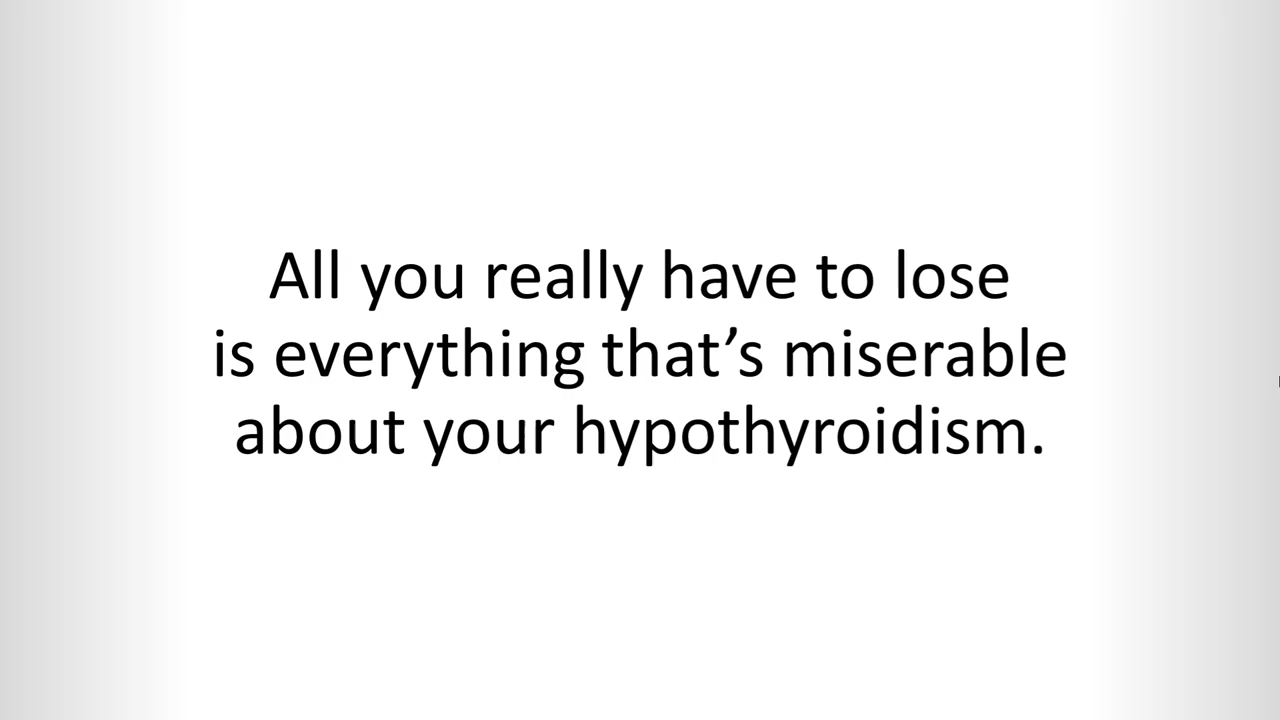 All you really have to lose
is everything that’s miserable
about your hypothyroidism.